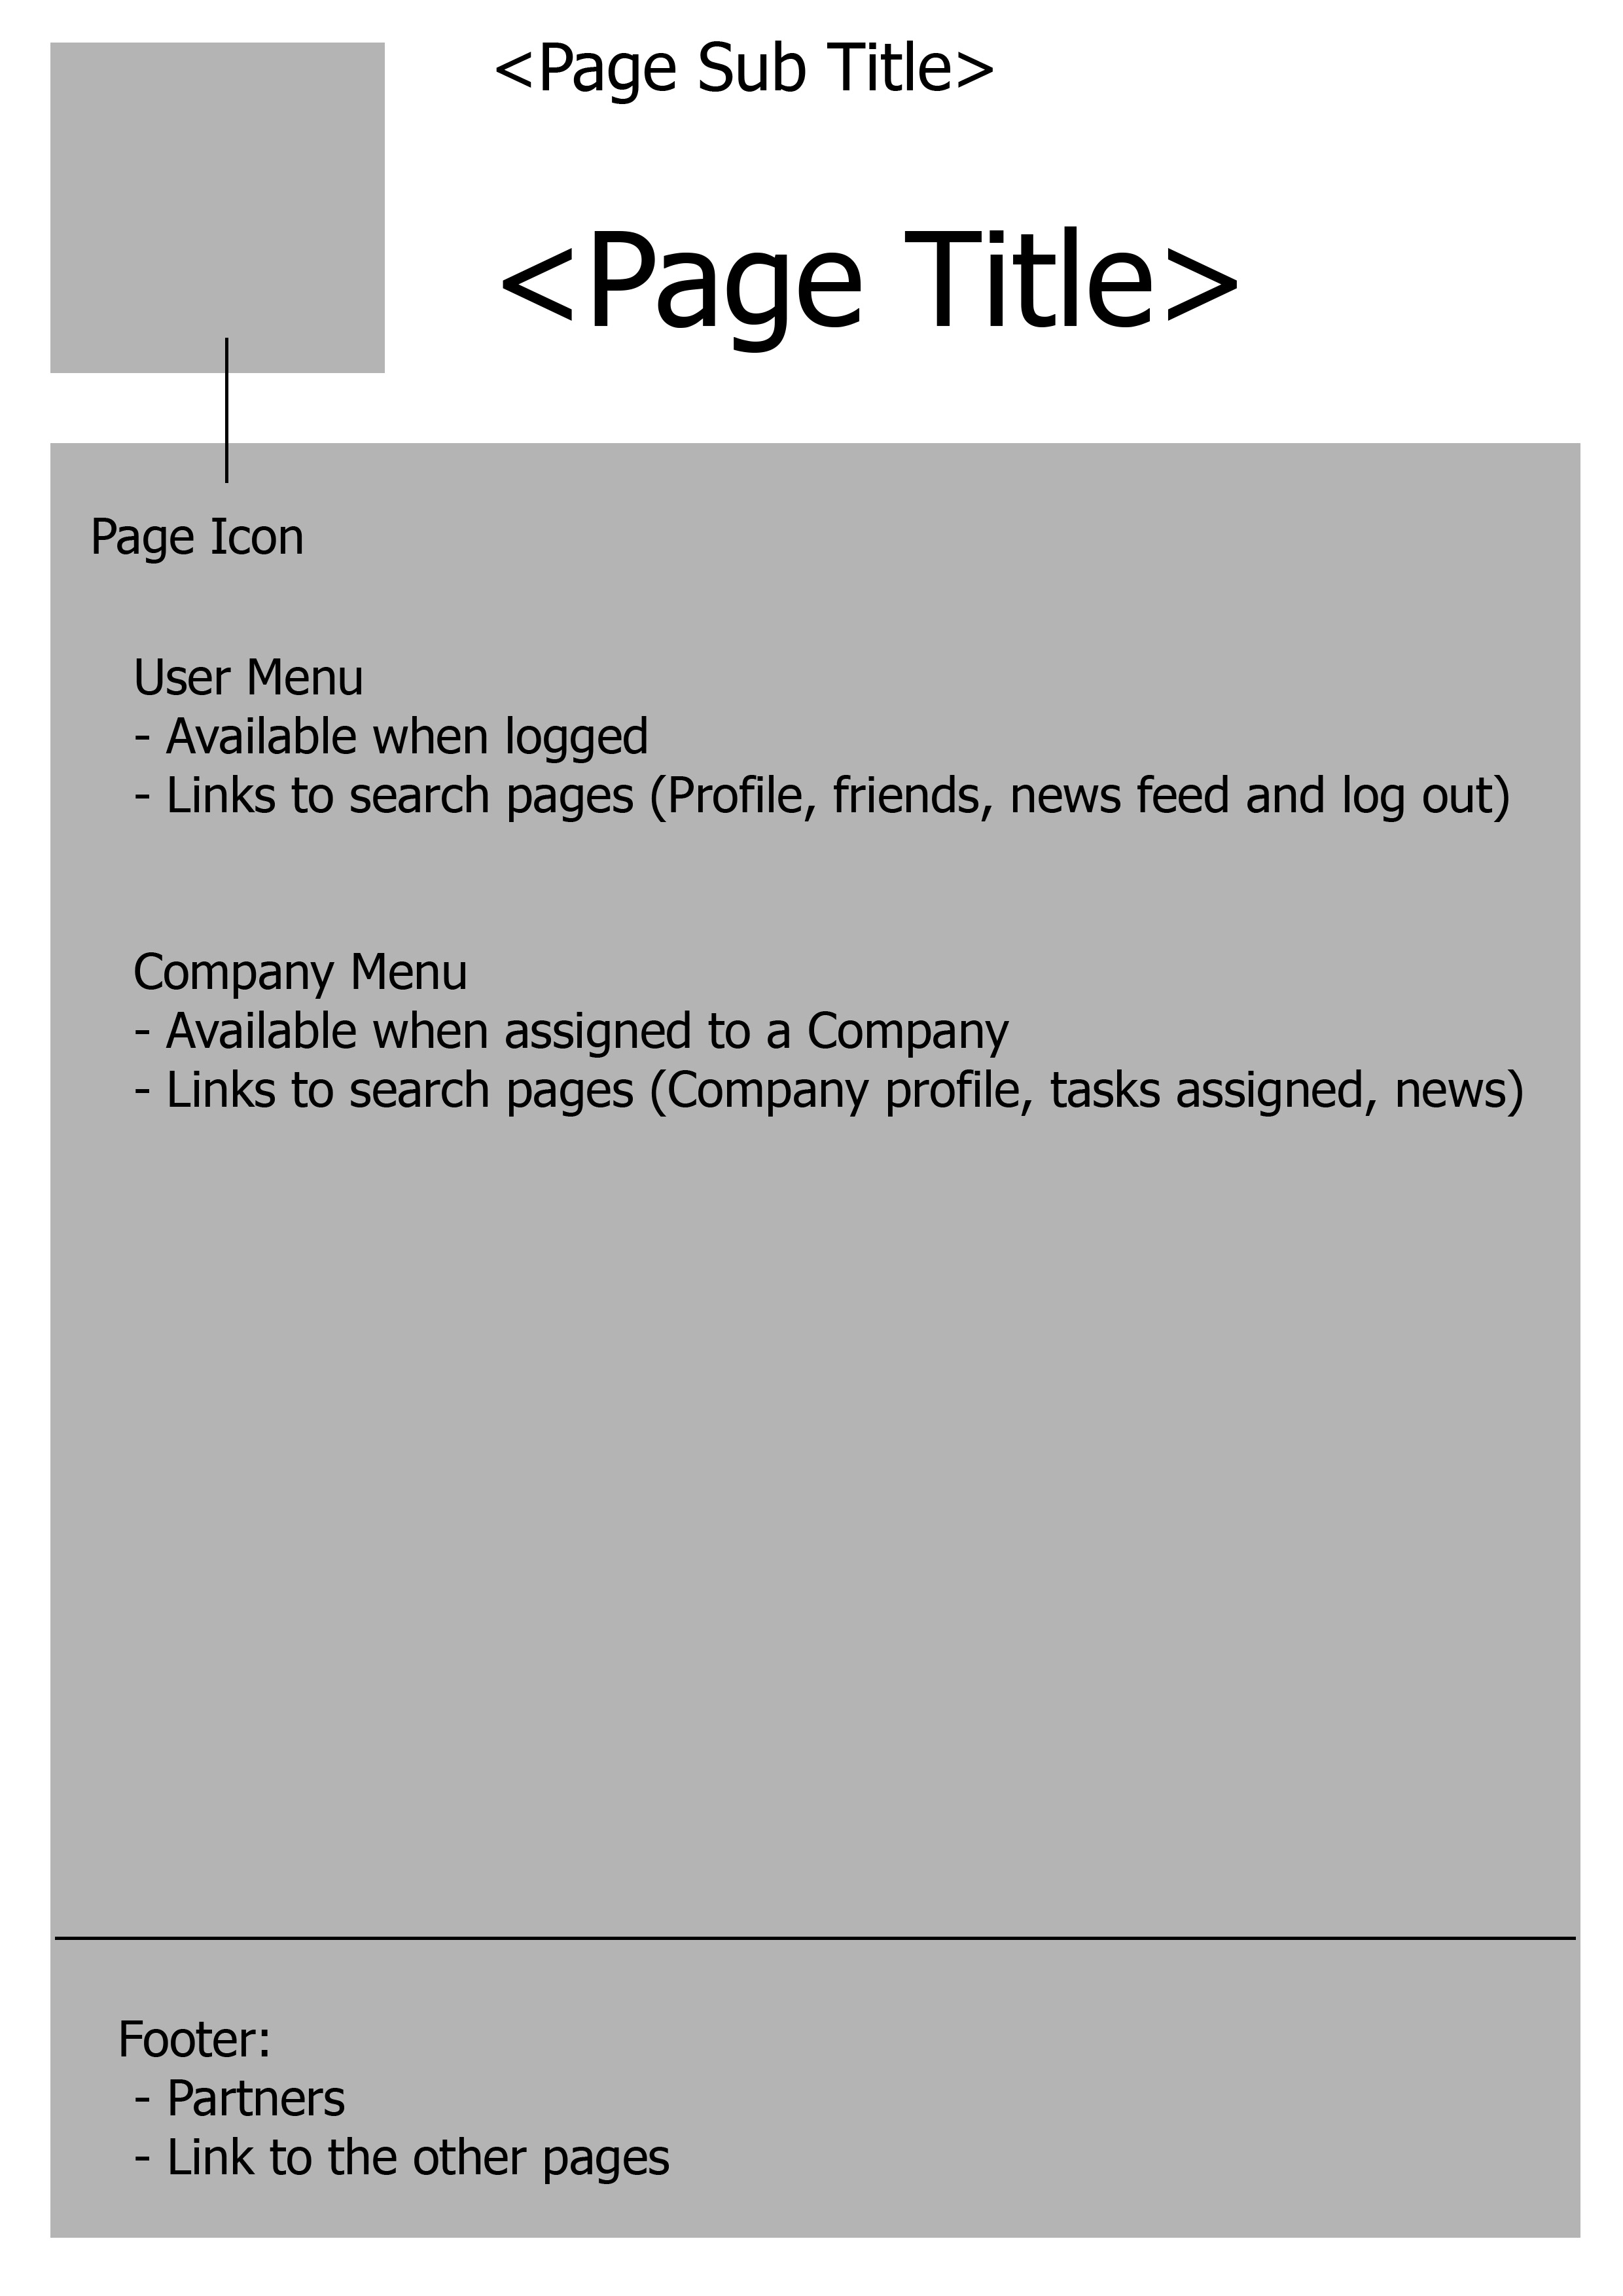 <Page Sub Title>
<Page Title>
Page Icon
User Menu
- Available when logged
- Links to search pages (Profile, friends, news feed and log out)
Company Menu
- Available when assigned to a Company
- Links to search pages (Company profile, tasks assigned, news)
Footer:
- Partners
- Link to the other pages